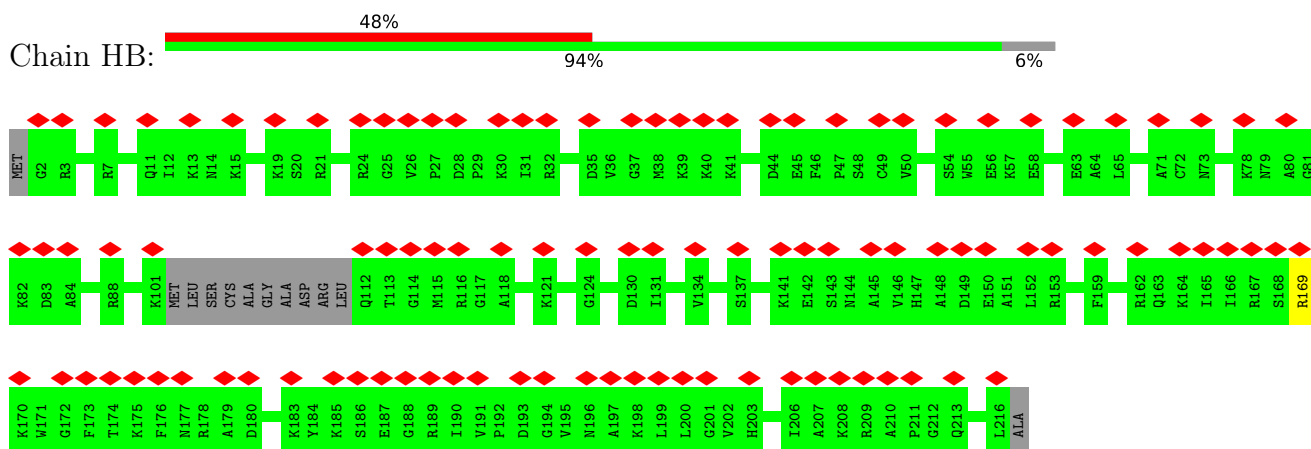 48%
Chain HB:
94% 6%
MET G2 R3 R7 Q11 I12 K13 N14 K15 K19 S20 R21 R24 G25 V26 P27 D28 P29 K30 I31 R32 D35 V36 G37 M38 K39 K40 K41 D44 E45 F46 P47 S48 C49 V50 S54 W55 E56 K57 E58 E63 A64 L65 A71 C72 N73 K78 N79 A80 G81
K82 D83 A84 R88 K101 MET LEU SER CYS ALA GLY ALA ASP ARG LEU Q112 T113 G114 M115 R116 G117 A118 K121 G124 D130 I131 V134 S137 K141 E142 S143 N144 A145 V146 H147 A148 D149 E150 A151 L152 R153 F159 R162 Q163 K164 I165 I166 R167 S168 R169
K170 W171 G172 F173 T174 K175 F176 N177 R178 A179 D180 K183 Y184 K185 S186 E187 G188 R189 I190 V191 P192 D193 G194 V195 N196 A197 K198 L199 L200 G201 V202 H203 I206 A207 K208 R209 A210 P211 G212 Q213 L216 ALA